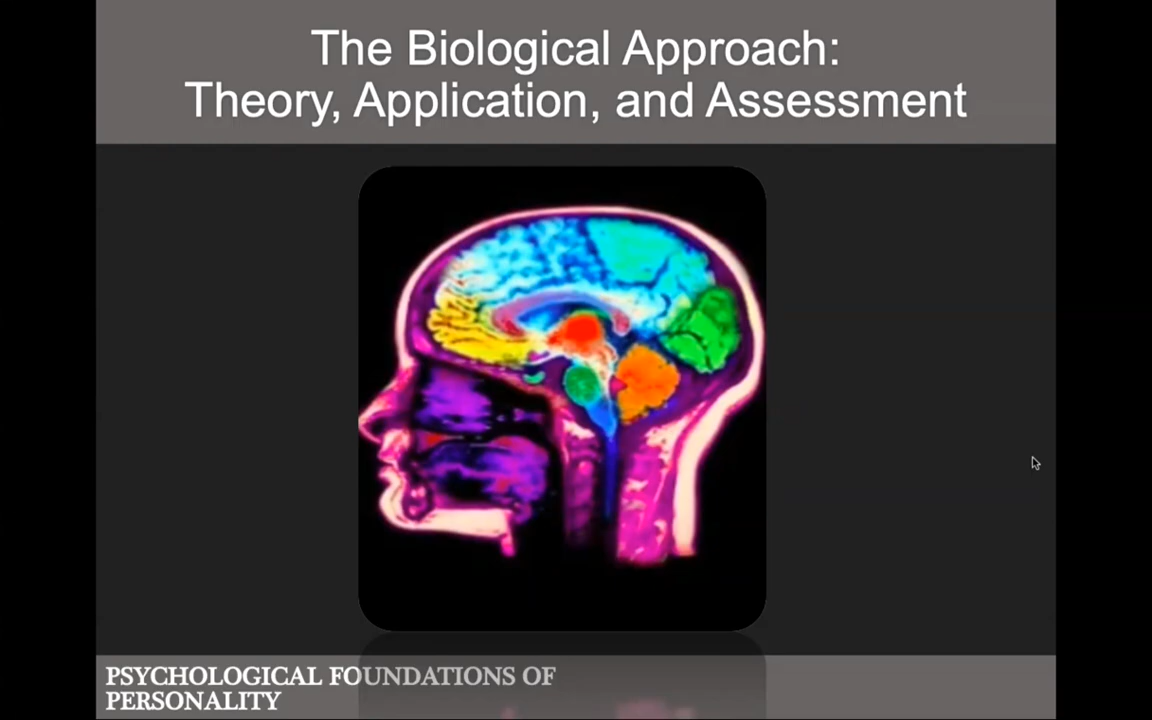 The Biological Approach:
Theory, Application, and Assessment
PSYCHOLOGICAL FOUNDATIONS OF
PERSONALITY